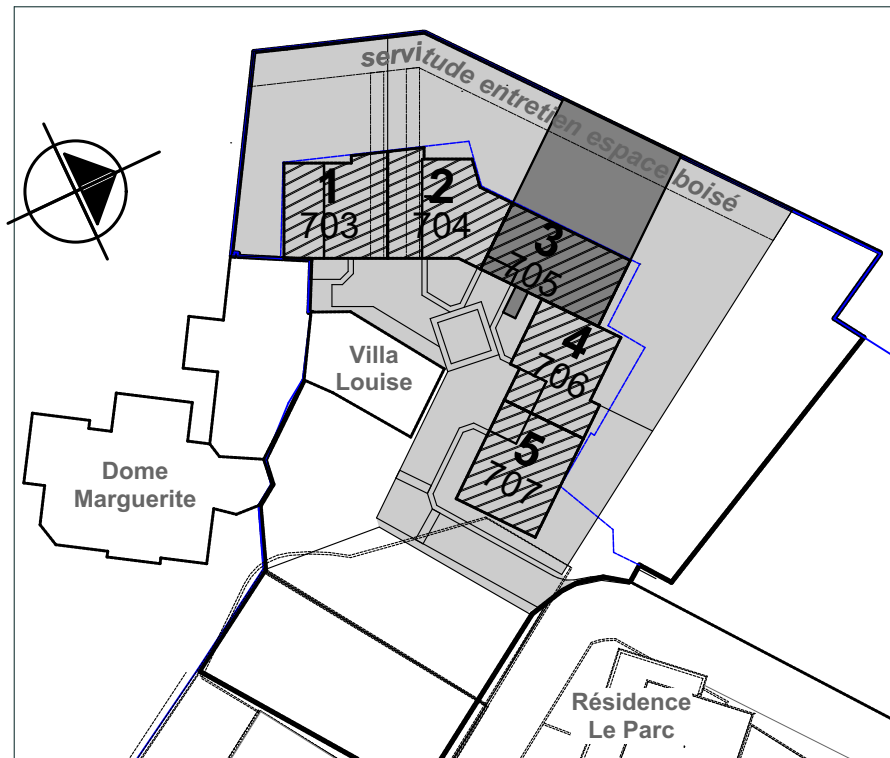 servitude entretien espace boisé
1
703
2
704
3
705
4
706
5
707
Villa
Louise
Dome
Marguerite
Résidence
Le Parc